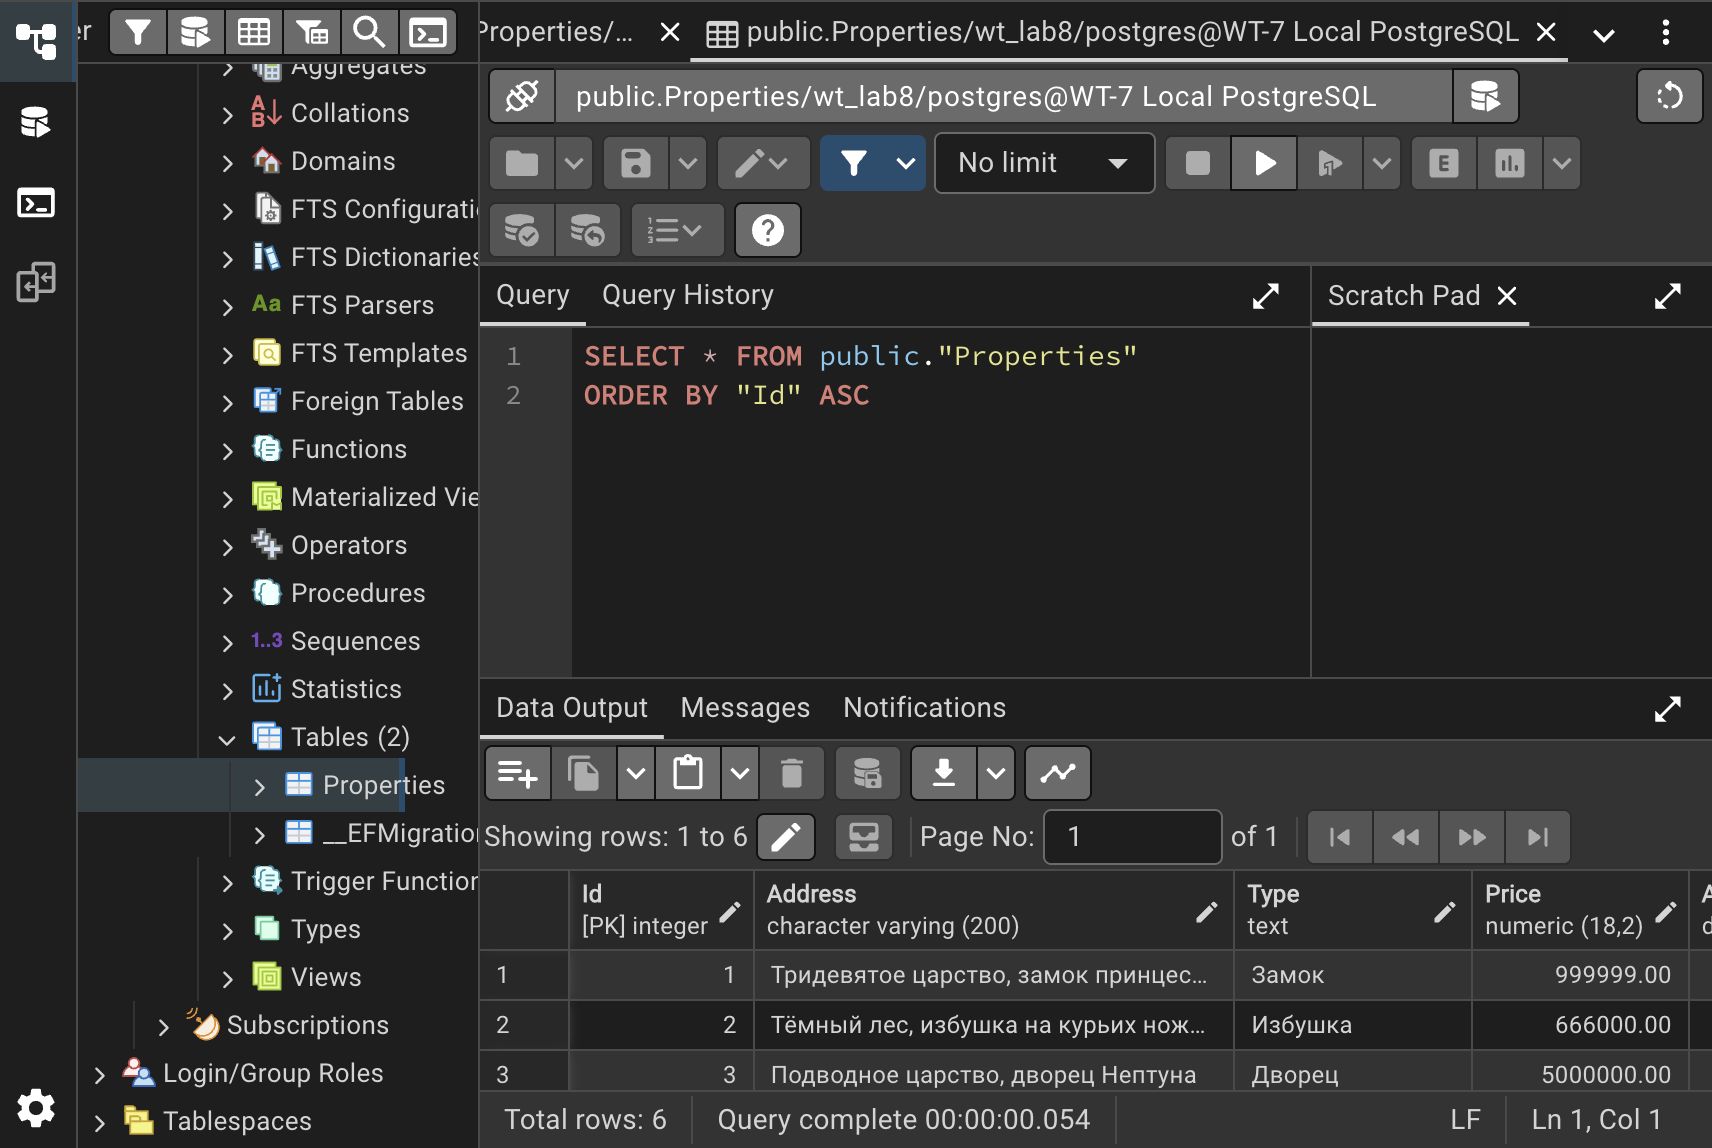 er
Aggregates
Collations
Domains
FTS Configurati
FTS Dictionaries
Aa FTS Parsers
FTS Templates
Foreign Tables
Functions
Materialized Vie
Operators
Procedures
1..3 Sequences
Statistics
Tables (2)
Properties
__EFMigration
Trigger Function
Types
Views
Subscriptions
Login/Group Roles
Tablespaces
Properties/...
public.Properties/wt_lab8/postgres@WT-7 Local PostgreSQL
public.Properties/wt_lab8/postgres@WT-7 Local PostgreSQL
No limit
E
Query Query History
Scratch Pad
1 SELECT * FROM public."Properties"
2 ORDER BY "Id" ASC
Data Output Messages Notifications
Showing rows: 1 to 6 Page No: 1 of 1
Id Address Type Price
[PK] integer character varying (200) text numeric (18,2)
1 1 Тридевятое царство, замок принцес... Замок 999999.00
2 2 Тёмный лес, избушка на курьих нож... Избушка 666000.00
3 3 Подводное царство, дворец Нептуна Дворец 5000000.00
Total rows: 6 Query complete 00:00:00.054 LF Ln 1, Col 1